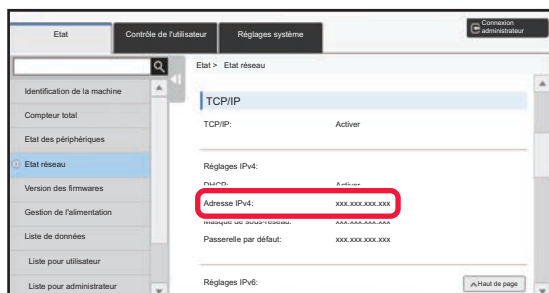 Etat Contrôle de l'utilisateur Réglages système Connexion administrateur
Etat > Etat réseau
Identification de la machine
Compteur total
Etat des périphériques
Etat réseau
Version des firmwares
Gestion de l'alimentation
Liste de données
Liste pour utilisateur
Liste pour administrateur
TCP/IP
TCP/IP: Activer
Réglages IPv4:
DHCP: Activer
Adresse IPv4: xxx.xxx.xxx.xxx
Masque de sous-réseau: xxx.xxx.xxx.xxx
Passerelle par défaut: xxx.xxx.xxx.xxx
Réglages IPv6:
Haut de page